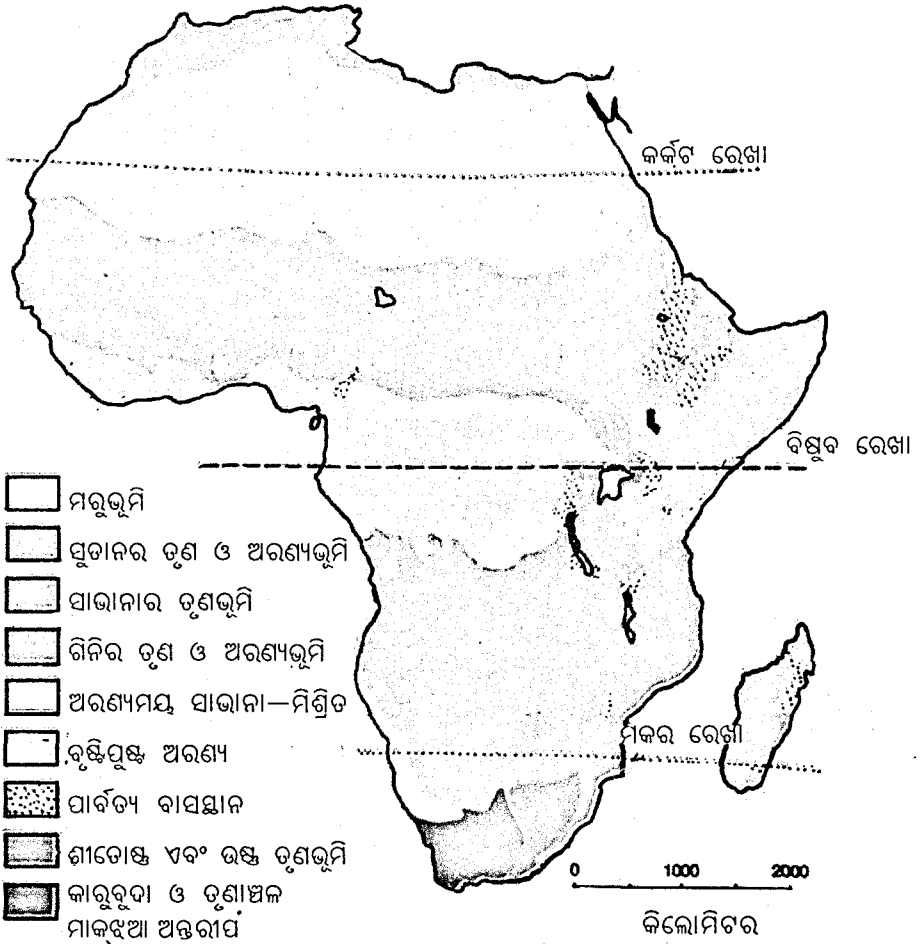 କର୍କଟ ରେଖା
ବିଷୁବ ରେଖା
ମରୁଭୂମି
ସୁଡାନର ତୃଣ ଓ ଅରଣ୍ୟଭୂମି
ସାଭାନାର ତୃଣଭୂମି
ଗିନିର ତୃଣ ଓ ଅରଣ୍ୟଭୂମି
ଅରଣ୍ୟମୟ ସାଭାନା—ମିଶ୍ରିତ
ମକର ରେଖା
ବୃଷ୍ଟିପୁଷ୍ଟ ଅରଣ୍ୟ
ପାର୍ବତ୍ୟ ବାସସ୍ଥାନ
ଶୀତୋଷ୍ଣ ଏବଂ ଉଷ୍ଣ ତୃଣଭୂମି
କାରୁବୁଦା ଓ ତୃଣାଞ୍ଚଳ
ମାକଝିଆ ଅନ୍ତରୀପ
0 1000 2000
କିଲୋମିଟର